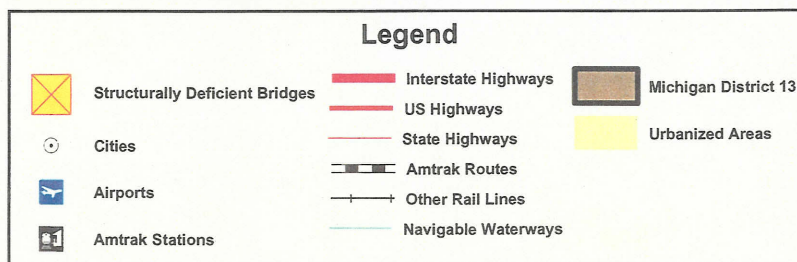 Legend
Structurally Deficient Bridges
Cities
Airports
Amtrak Stations
Interstate Highways
US Highways
State Highways
Amtrak Routes
Other Rail Lines
Navigable Waterways
Michigan District 13
Urbanized Areas